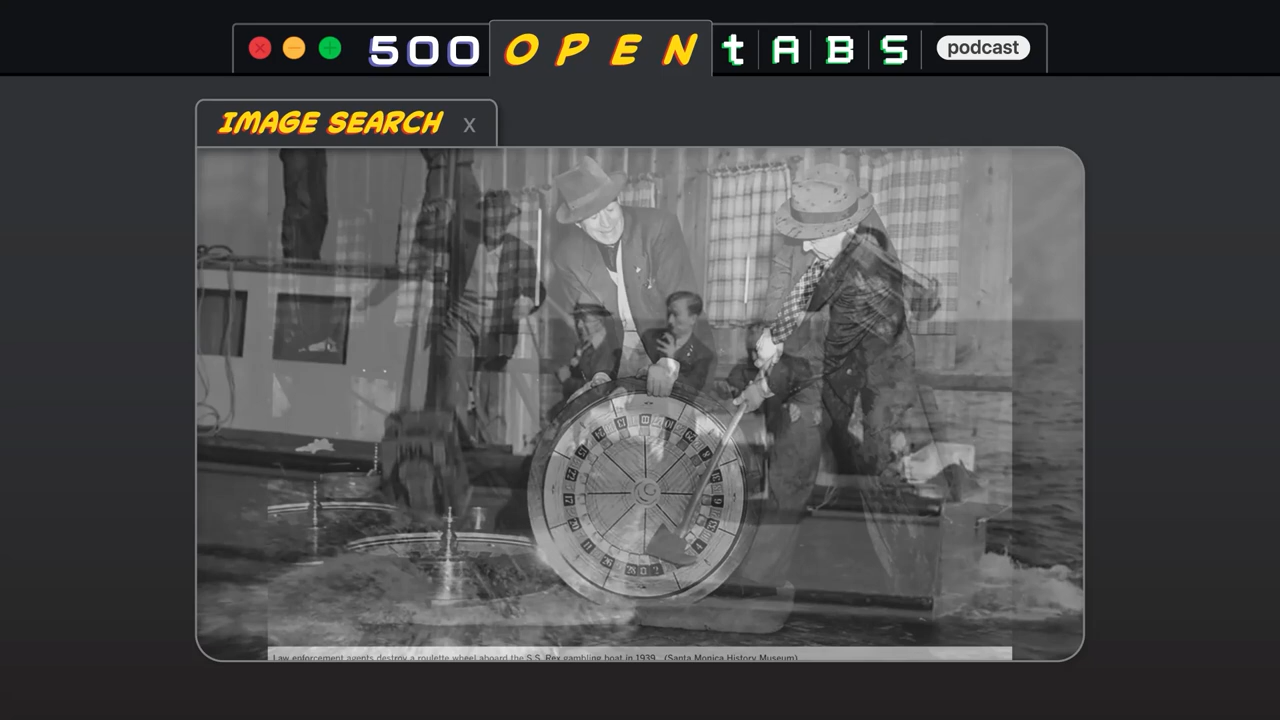 500 OPEN tABS podcast
IMAGE SEARCH x
Law enforcement agents destroy a roulette wheel aboard the S.S. Rex gambling boat in 1939. (Santa Monica History Museum)